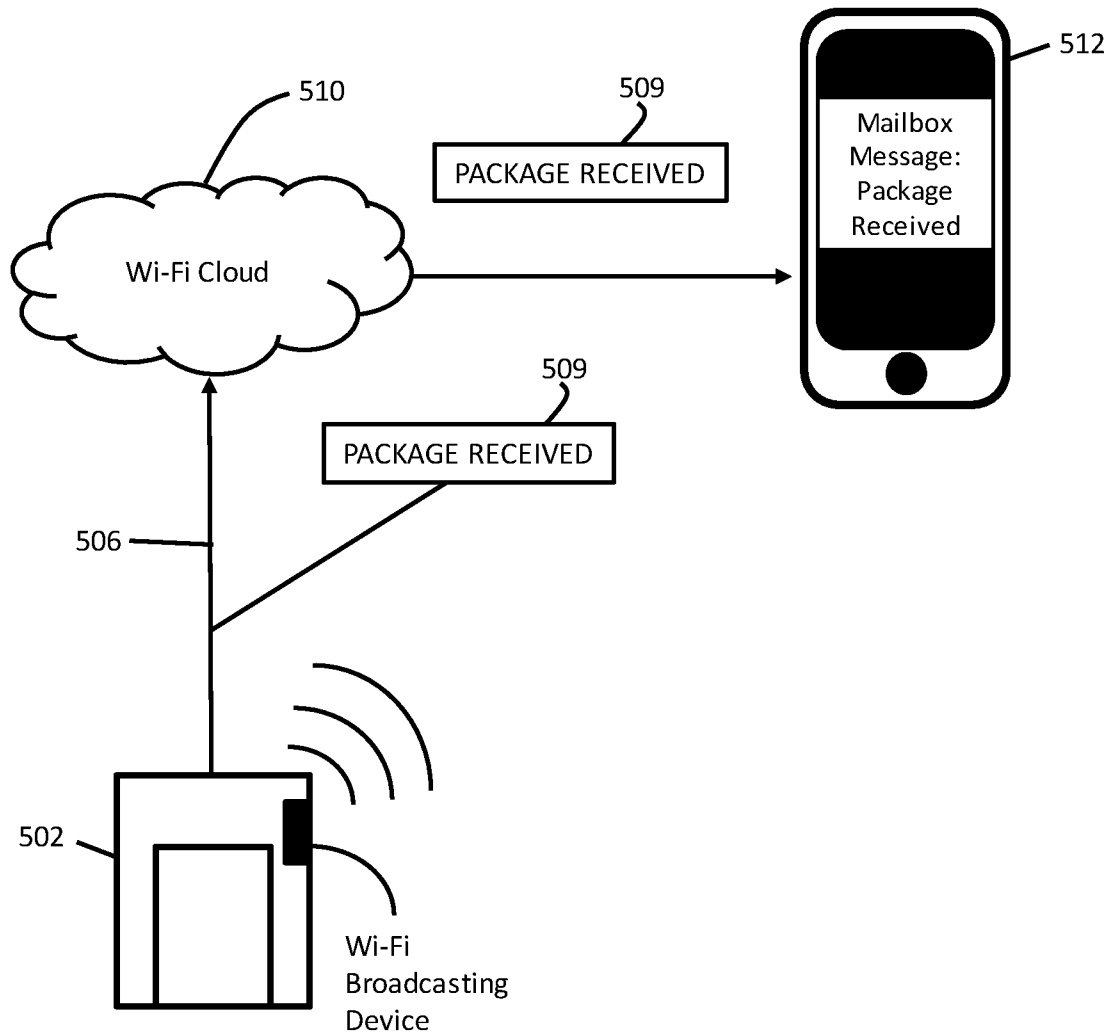 512
510
509
PACKAGE RECEIVED
Mailbox
Message:
Package
Received
Wi-Fi Cloud
509
PACKAGE RECEIVED
506
502
Wi-Fi
Broadcasting
Device